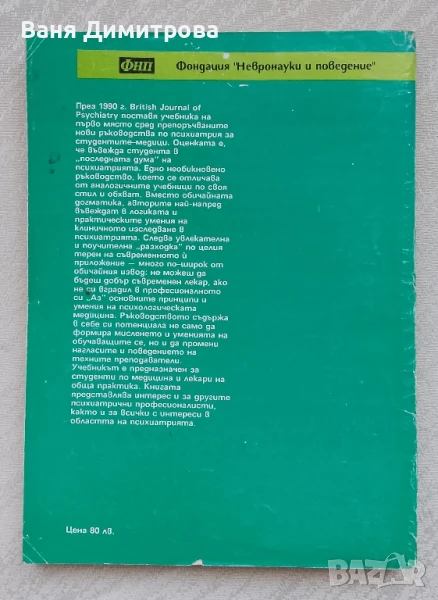 Ваня Димитрова
ФНП Фондация "Невронауки и поведение"
През 1990 г. British Journal of
Psychiatry поставя учебника на
първо място сред препоръчваните
нови ръководства по психиатрия за
студентите-медици. Оценката е,
че въвежда студента в
„последната дума" на
психиатрията. Едно необикновено
ръководство, което се отличава
от аналогичните учебници по своя
стил и обхват. Вместо обичайната
догматика, авторите най-напред
въвеждат в логиката и
практическите умения на
клиничното изследване в
психиатрията. Следва увлекателна
и поучителна „разходка" по целия
терен на съвременното ѝ
приложение – много по-широк от
обичайния извод: не можеш да
бъдеш добър съвременен лекар, ако
не си вградил в професионалното
си „Аз" основните принципи и
умения на психологическата
медицина. Ръководството съдържа
в себе си потенциала не само да
формира мисленето и уменията на
обучаващите се, но и да промени
нагласите и поведението на
техните преподаватели.
Учебникът е предназначен за
студенти по медицина и лекари на
обща практика. Книгата
представлява интерес и за другите
психиатрични професионалисти,
както и за всички с интереси в
областта на психиатрията.
Цена 80 лв.
BAZAR